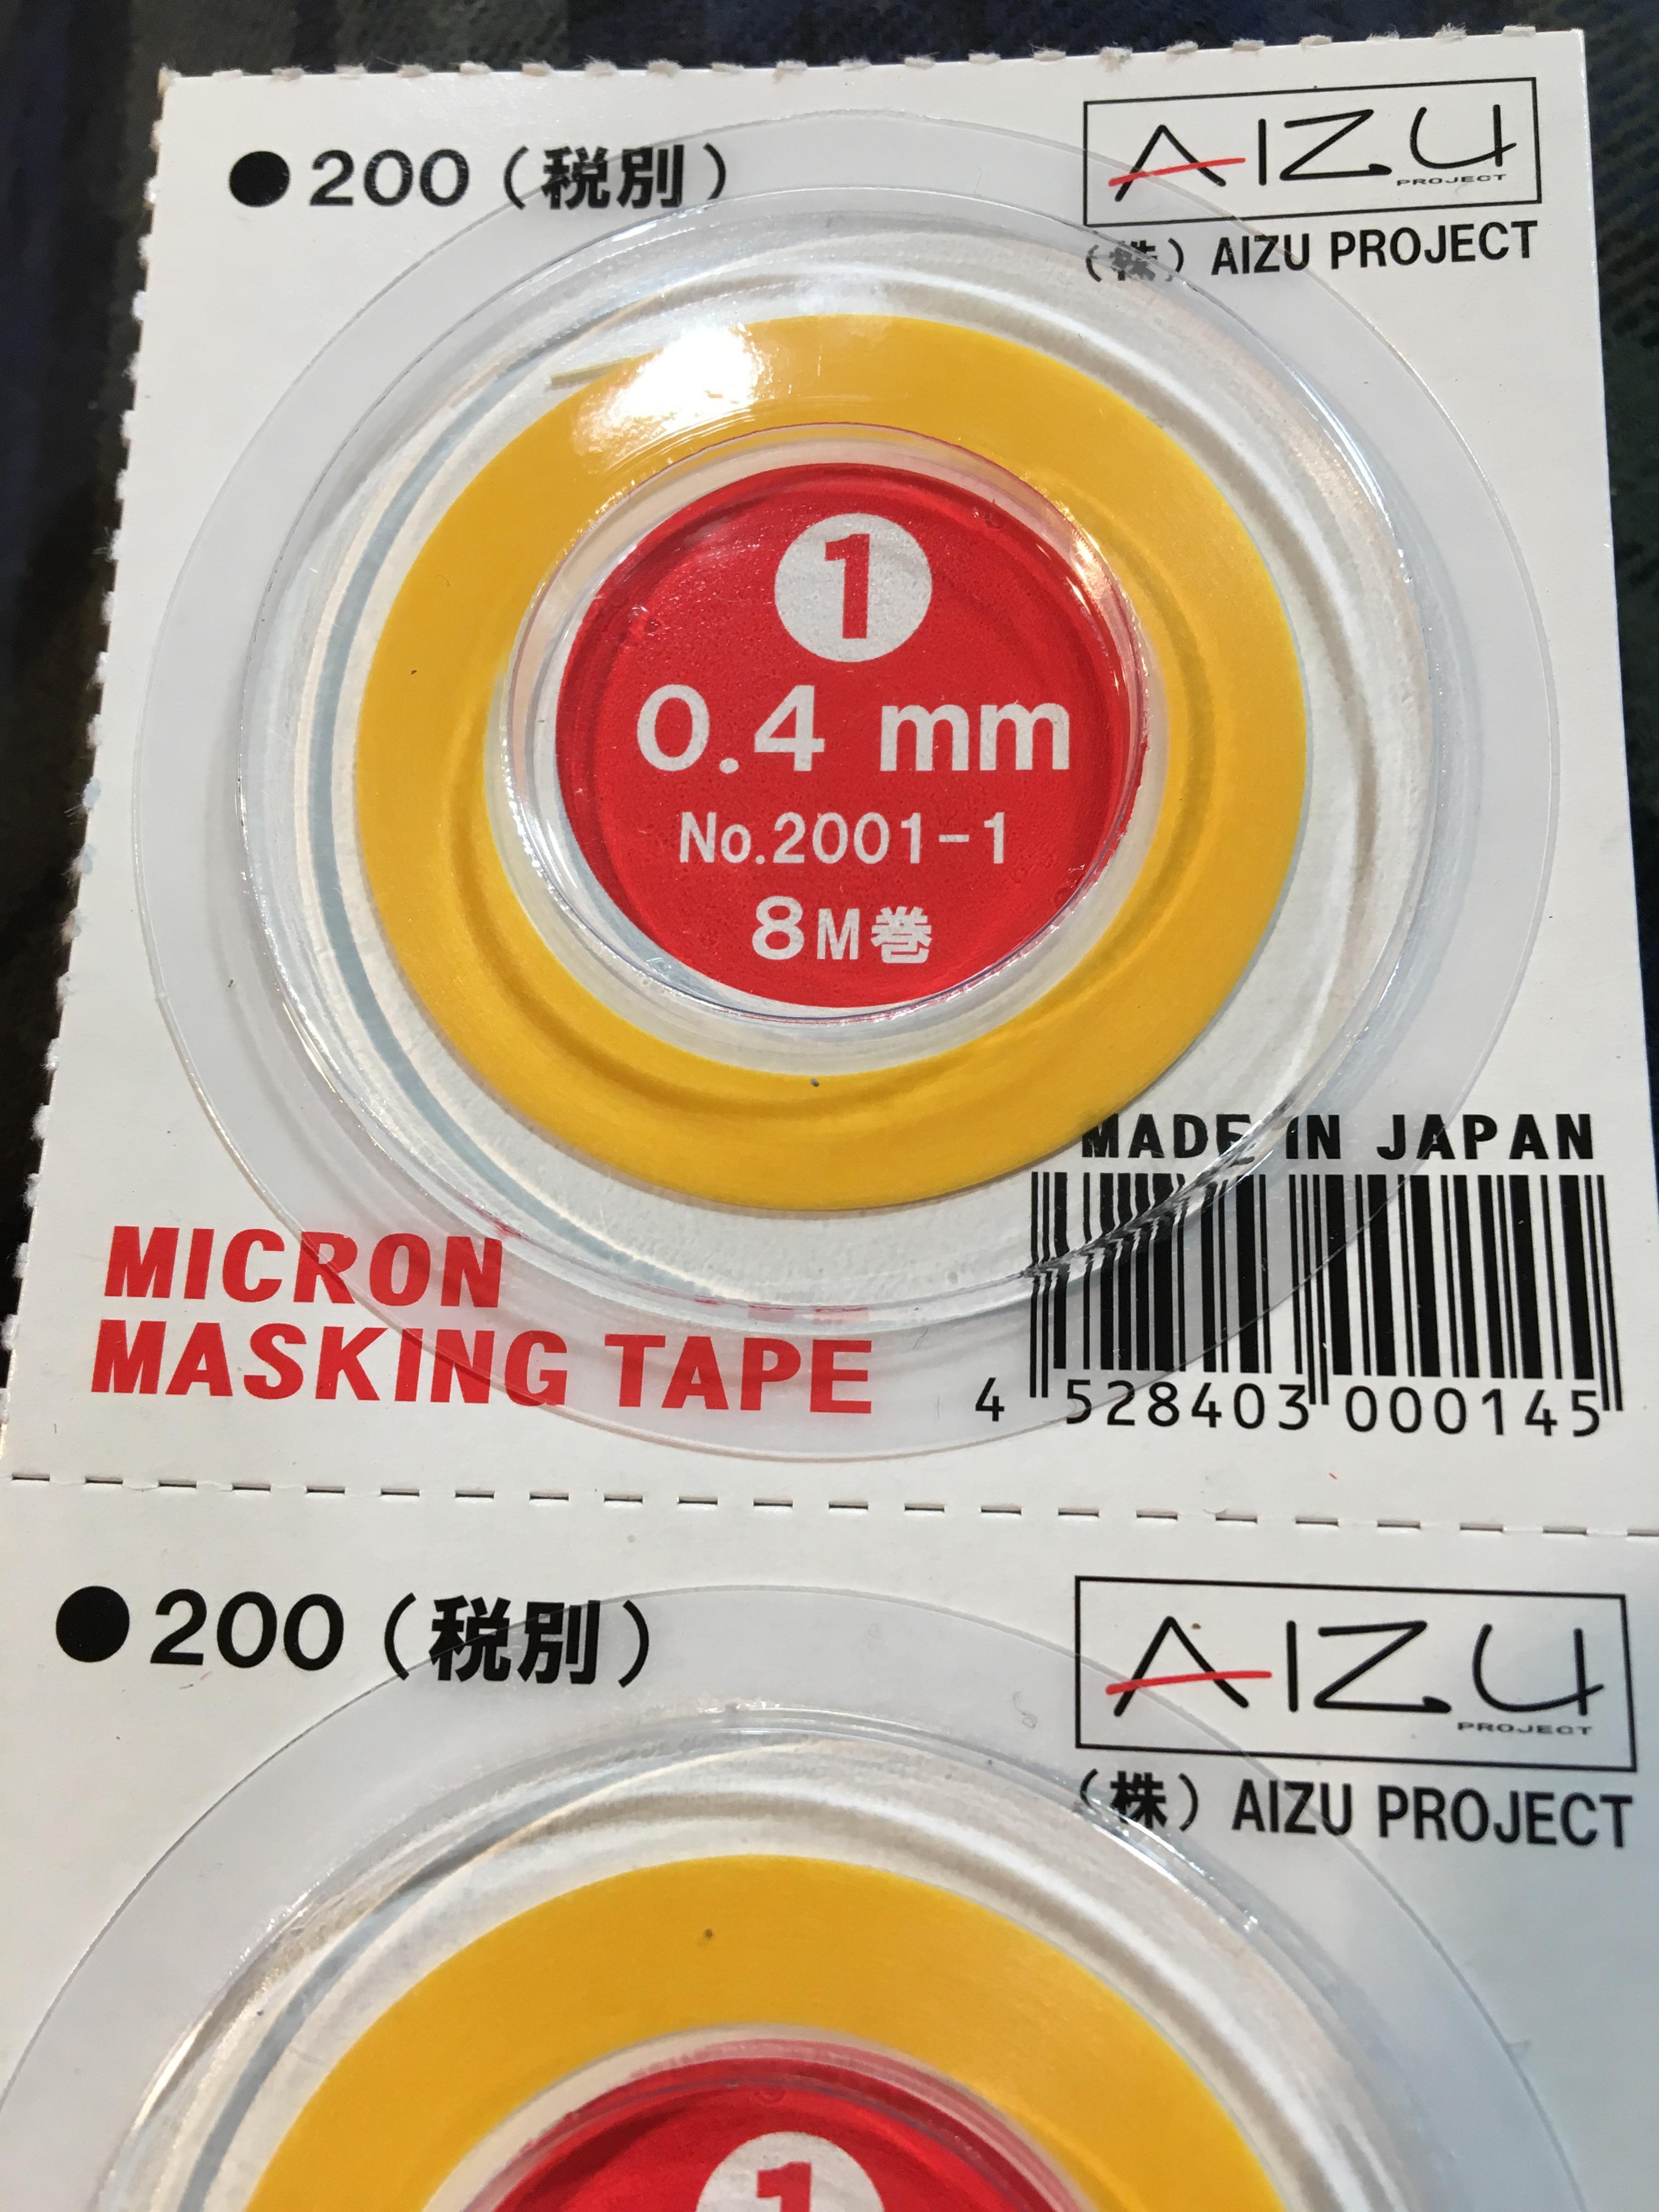 ●200（税別）
AIZU
PROJECT
（株）AIZU PROJECT
1
0.4 mm
No.2001-1
8M巻
MADE IN JAPAN
MICRON
MASKING TAPE
4 528403 000145
●200（税別）
AIZU
PROJECT
（株）AIZU PROJECT
1